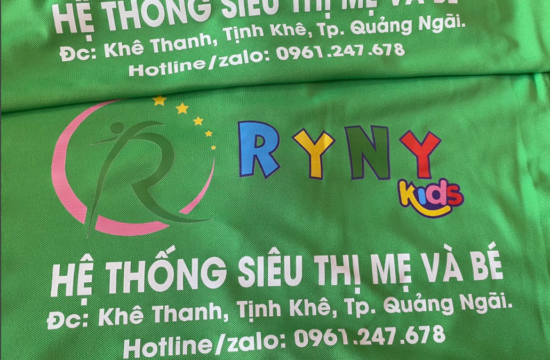 HỆ THỐNG SIÊU THỊ MẸ VÀ BÉ
Đc: Khê Thanh, Tịnh Khê, Tp. Quảng Ngãi.
Hotline/zalo: 0961.247.678
R
RYNY
Kids
HỆ THỐNG SIÊU THỊ MẸ VÀ BÉ
Đc: Khê Thanh, Tịnh Khê, Tp. Quảng Ngãi.
Hotline/zalo: 0961.247.678